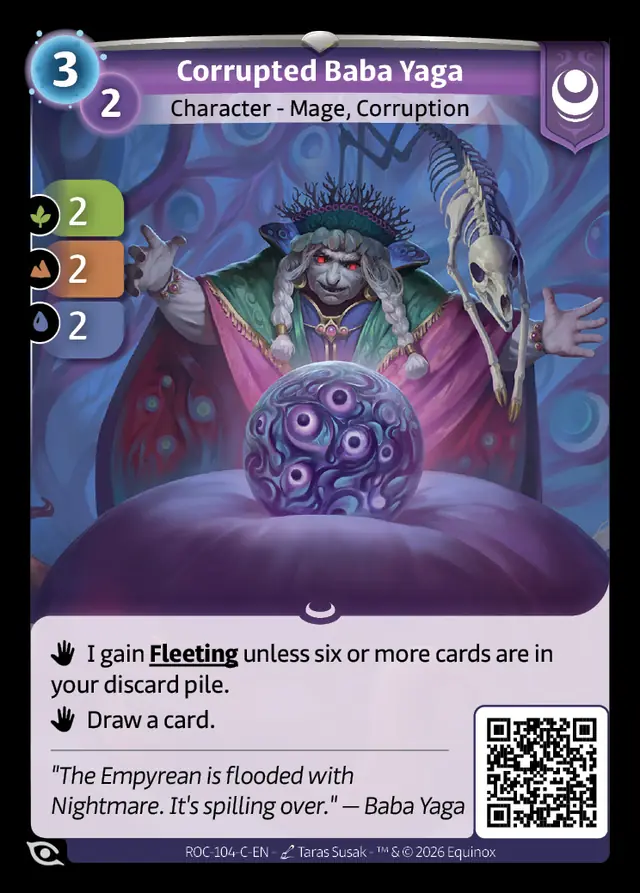 3
Corrupted Baba Yaga
2
Character - Mage, Corruption
2
2
2
I gain Fleeting unless six or more cards are in
your discard pile.
Draw a card.
"The Empyrean is flooded with
Nightmare. It's spilling over." — Baba Yaga
ROC-104-C-EN - Taras Susak - ™ & © 2026 Equinox